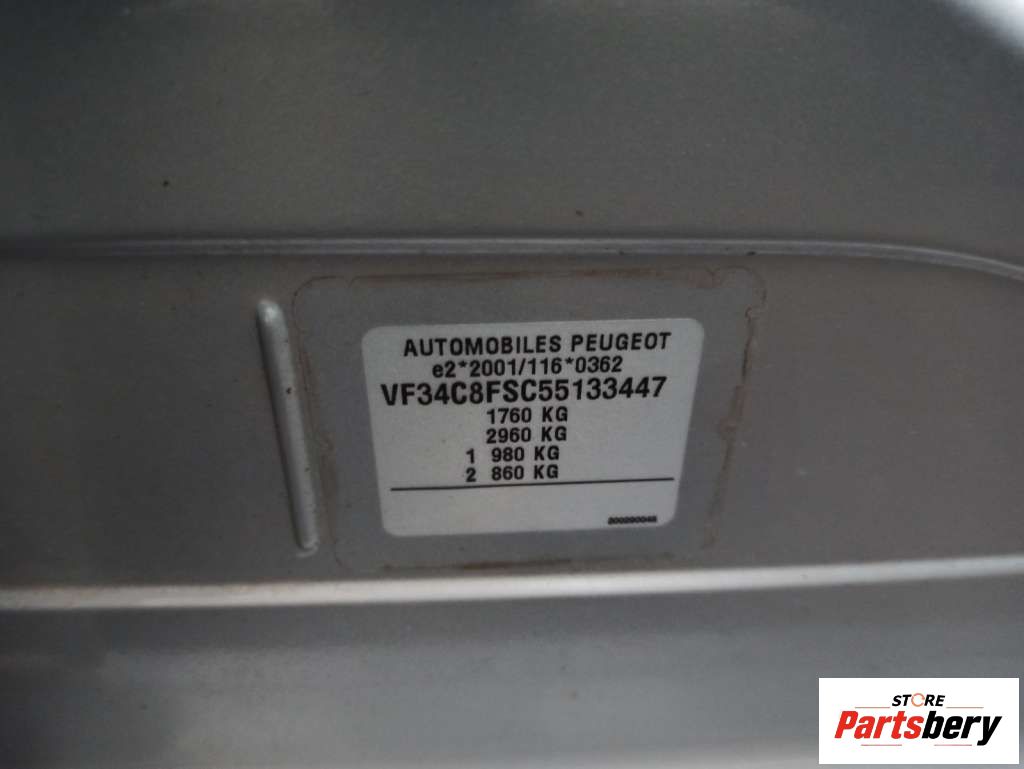 AUTOMOBILES PEUGEOT
e2*2001/116*0362
VF34C8FSC55133447
1760 KG
2960 KG
1 980 KG
2 860 KG
STORE
Partsbery